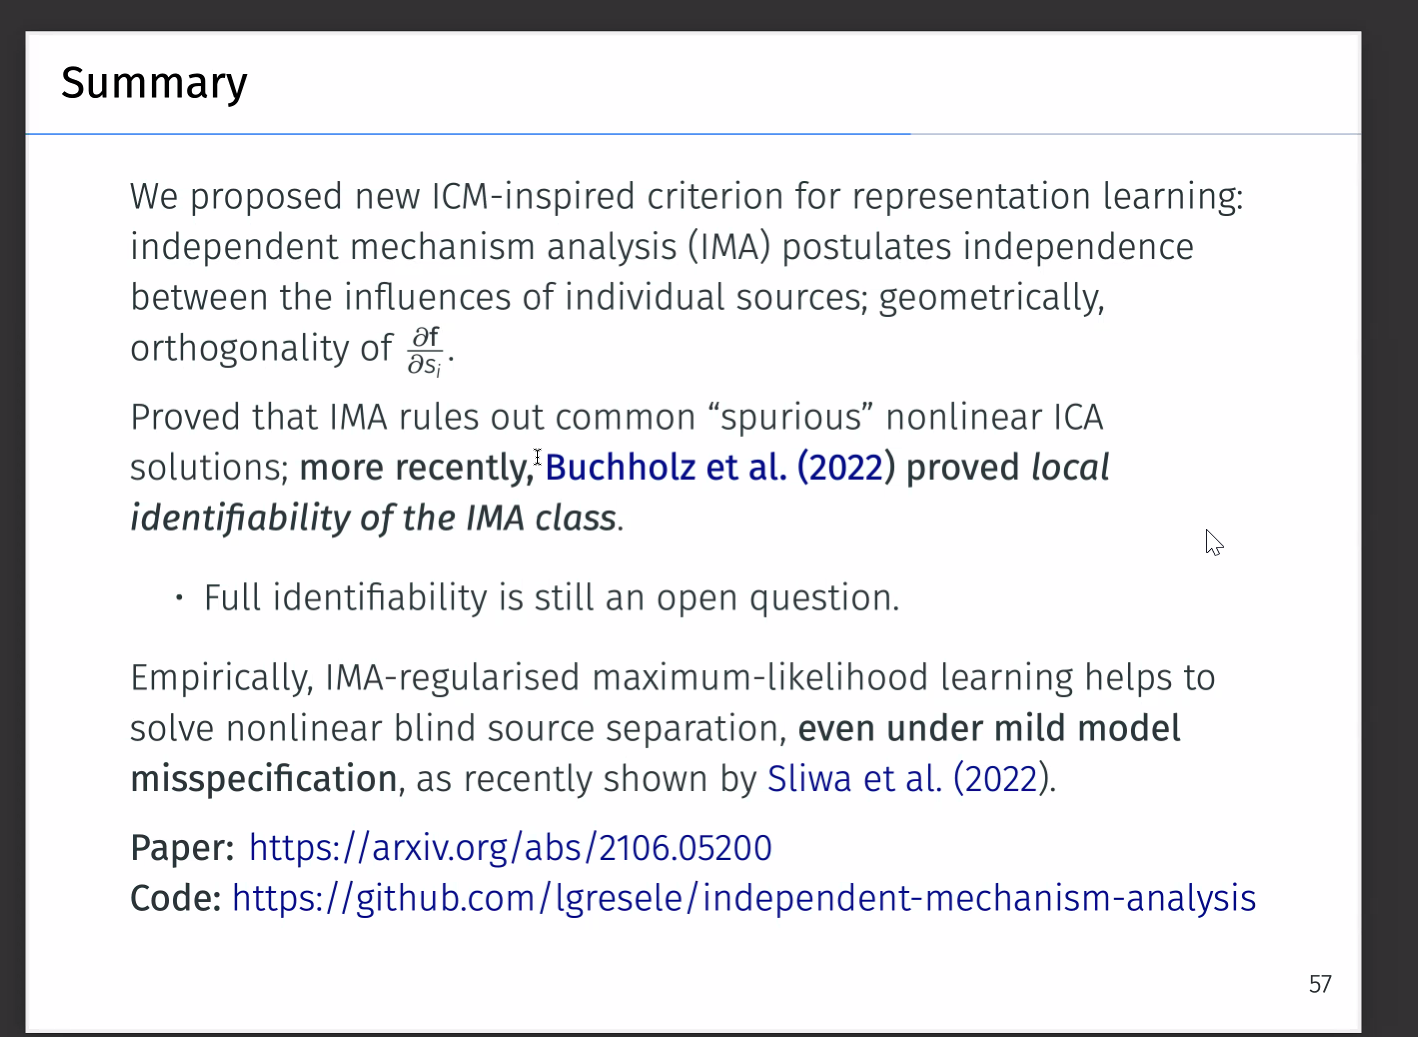 Summary
We proposed new ICM-inspired criterion for representation learning:
independent mechanism analysis (IMA) postulates independence
between the influences of individual sources; geometrically,
orthogonality of ∂f/∂sᵢ.
Proved that IMA rules out common “spurious” nonlinear ICA
solutions; more recently, Buchholz et al. (2022) proved local
identifiability of the IMA class.
• Full identifiability is still an open question.
Empirically, IMA-regularised maximum-likelihood learning helps to
solve nonlinear blind source separation, even under mild model
misspecification, as recently shown by Sliwa et al. (2022).
Paper: https://arxiv.org/abs/2106.05200
Code: https://github.com/lgresele/independent-mechanism-analysis
57